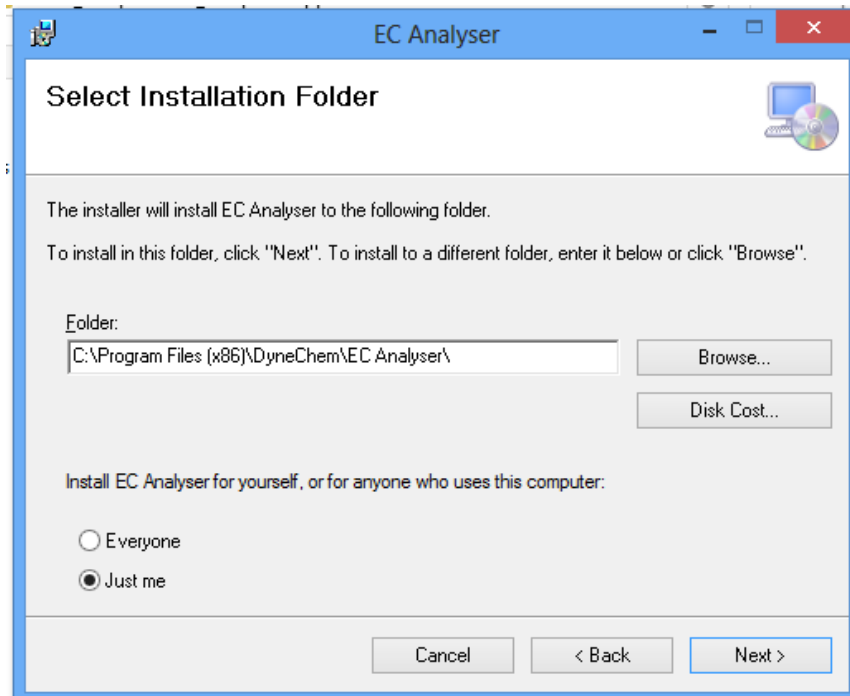 EC Analyser
Select Installation Folder
The installer will install EC Analyser to the following folder.
To install in this folder, click "Next". To install to a different folder, enter it below or click "Browse".
Folder:
C:\Program Files (x86)\DyneChem\EC Analyser\
Browse...
Disk Cost...
Install EC Analyser for yourself, or for anyone who uses this computer:
Everyone
Just me
Cancel
< Back
Next >